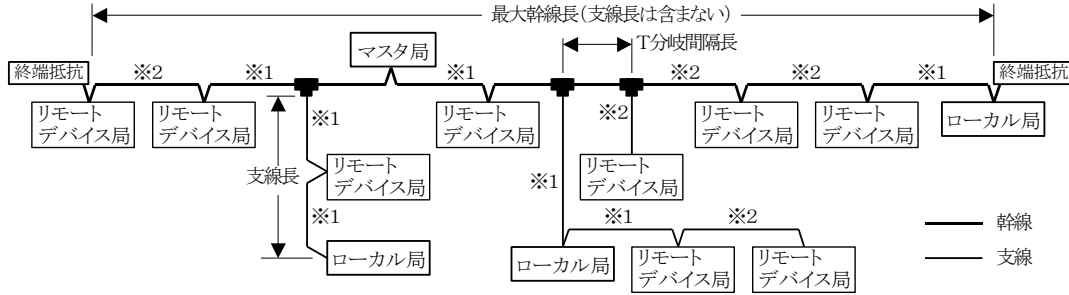 最大幹線長(支線長は含まない)
マスタ局
T分岐間隔長
終端抵抗
※2
※1
※1
※2
※2
※1
終端抵抗
リモート
デバイス局
リモート
デバイス局
※1
リモート
デバイス局
※2
リモート
デバイス局
リモート
デバイス局
ローカル局
支線長
リモート
デバイス局
※1
リモート
デバイス局
※1
※1
※2
幹線
ローカル局
ローカル局
リモート
デバイス局
リモート
デバイス局
支線